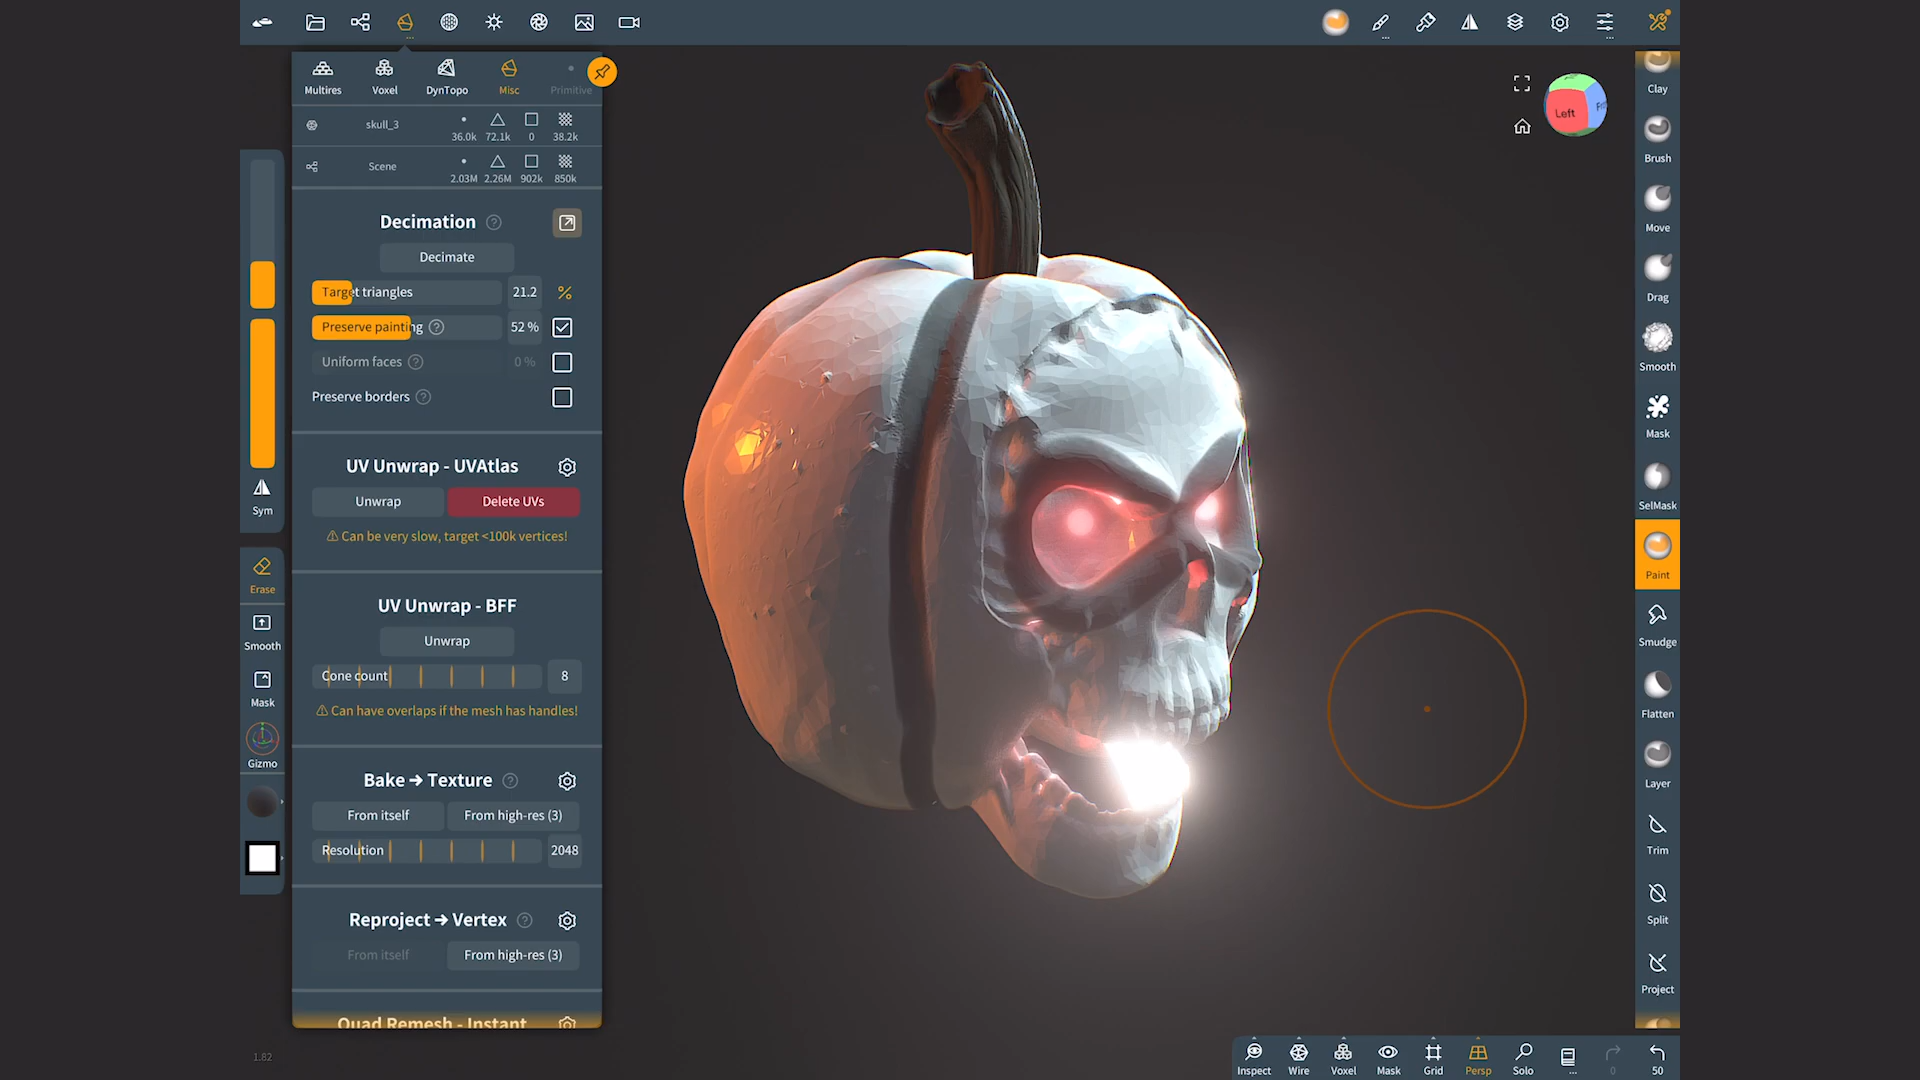 Multires Voxel DynTopo Misc Primitive
skull_3 36.0k 72.1k 0 38.2k
Scene 2.03M 2.26M 902k 850k
Decimation ?
Decimate
Target triangles 21.2 %
Preserve painting ? 52 %
Uniform faces ? 0 %
Preserve borders ?
UV Unwrap - UVAtlas
Unwrap Delete UVs
Can be very slow, target <100k vertices!
UV Unwrap - BFF
Unwrap
Cone count 8
Can have overlaps if the mesh has handles!
Bake → Texture ?
From itself From high-res (3)
Resolution 2048
Reproject → Vertex ?
From itself From high-res (3)
Quad Remesh - Instant
Sym
Erase
Smooth
Mask
Gizmo
1.82
Left
Clay
Brush
Move
Drag
Smooth
Mask
SelMask
Paint
Smudge
Flatten
Layer
Trim
Split
Project
Inspect Wire Voxel Mask Grid Persp Solo ... 0 50